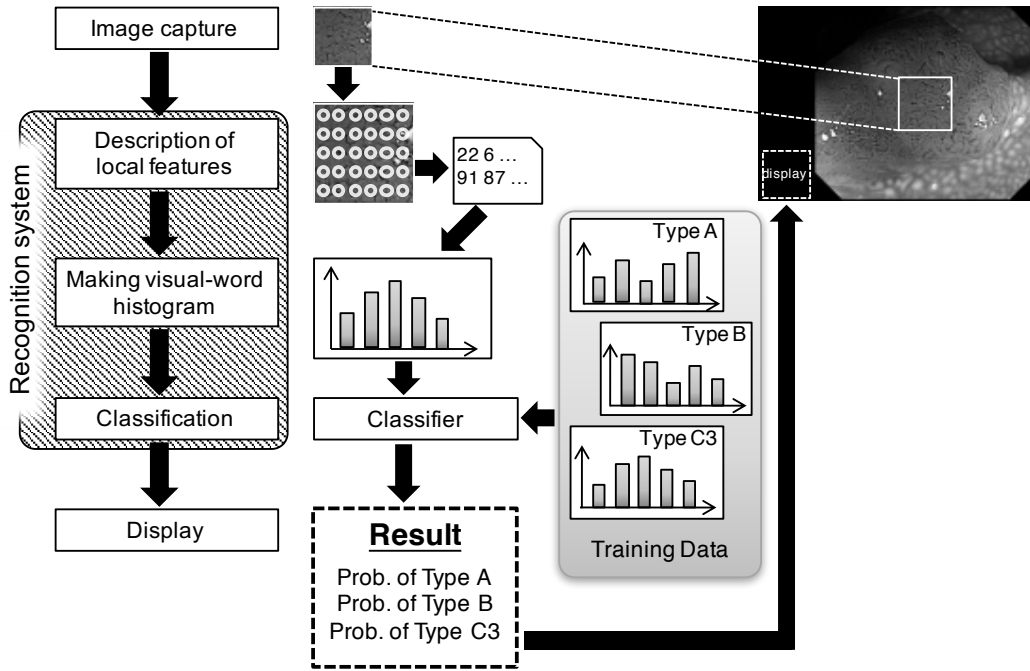 Image capture
Recognition system
Description of
local features
Making visual-word
histogram
Classification
Display
22 6 ...
91 87 ...
Classifier
Result
Prob. of Type A
Prob. of Type B
Prob. of Type C3
Type A
Type B
Type C3
Training Data
display